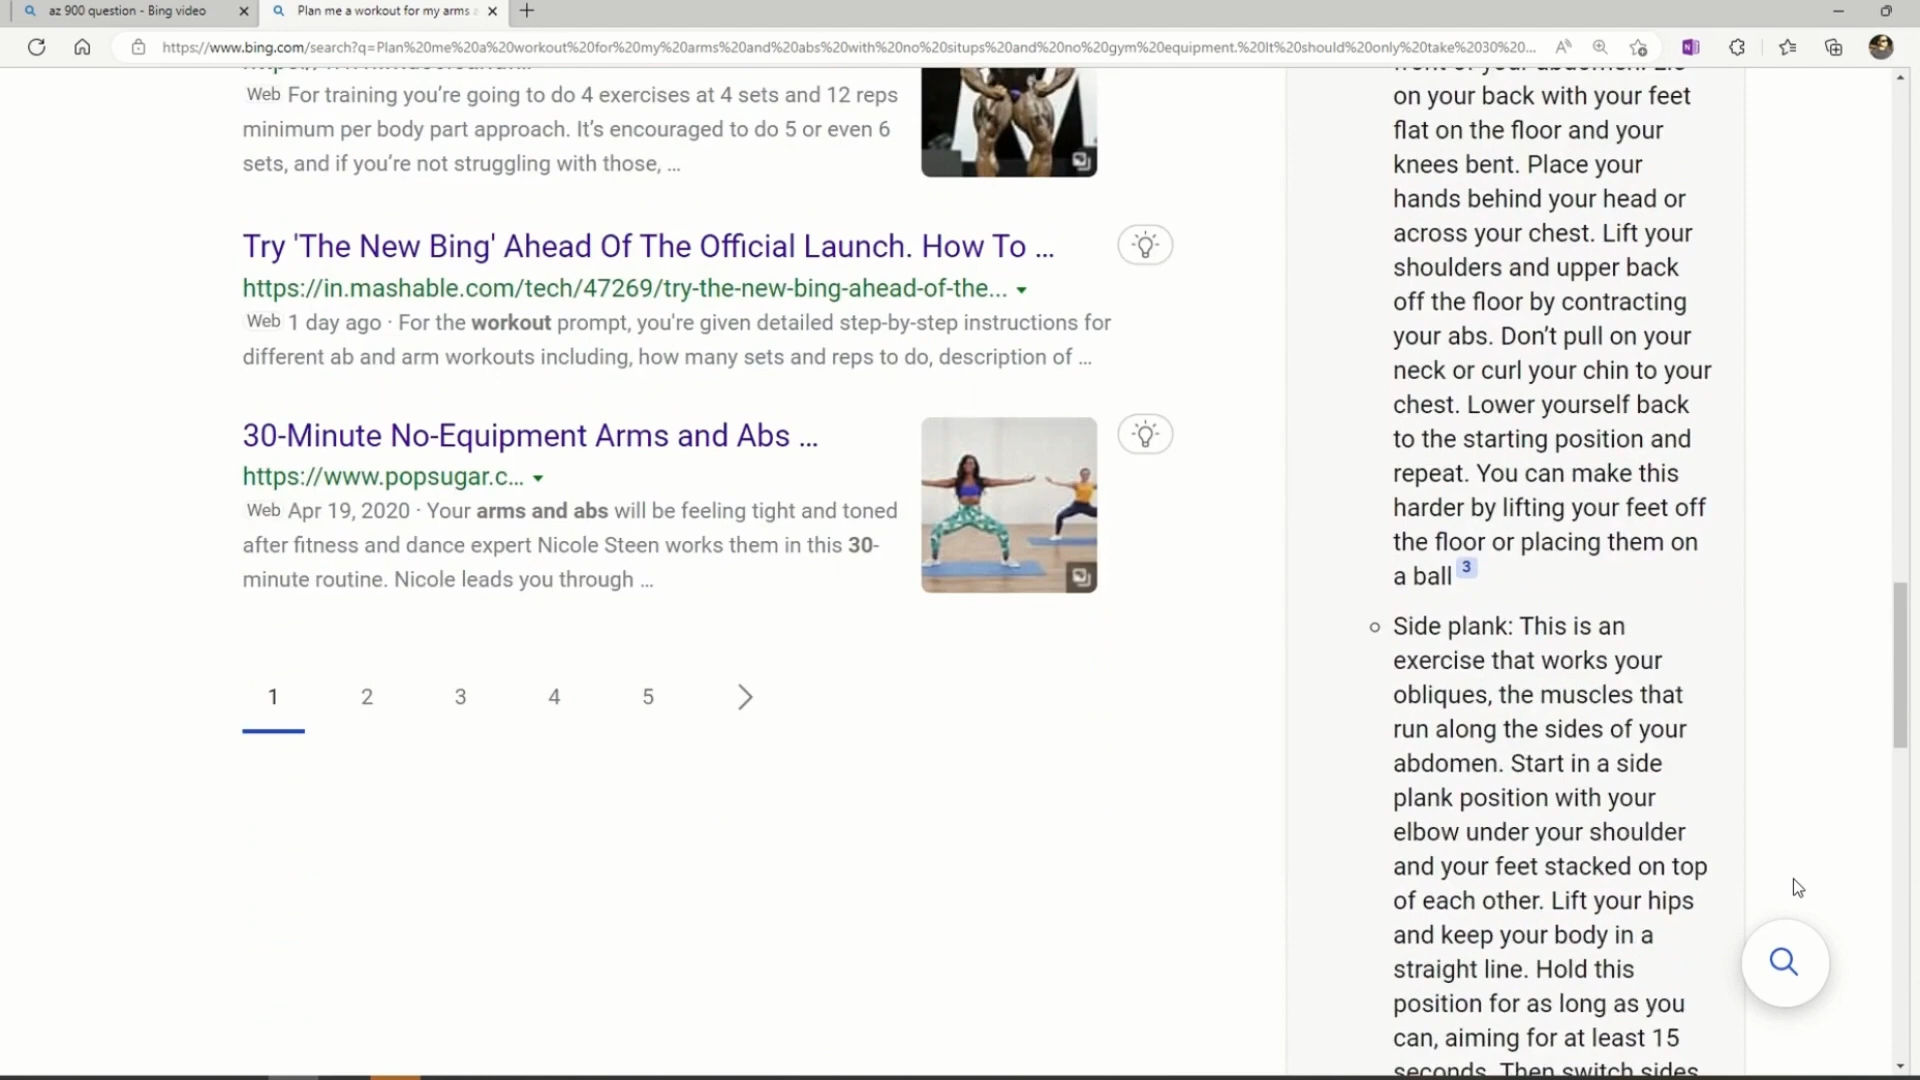 az 900 question - Bing video
Plan me a workout for my arms
https://www.bing.com/search?q=Plan%20me%20a%20workout%20for%20my%20arms%20and%20abs%20with%20no%20situps%20and%20no%20gym%20equipment.%20It%20should%20only%20take%2030%20...
Web For training you’re going to do 4 exercises at 4 sets and 12 reps
minimum per body part approach. It’s encouraged to do 5 or even 6
sets, and if you’re not struggling with those, ...
Try 'The New Bing' Ahead Of The Official Launch. How To ...
https://in.mashable.com/tech/47269/try-the-new-bing-ahead-of-the...
Web 1 day ago · For the workout prompt, you're given detailed step-by-step instructions for
different ab and arm workouts including, how many sets and reps to do, description of ...
30-Minute No-Equipment Arms and Abs ...
https://www.popsugar.c...
Web Apr 19, 2020 · Your arms and abs will be feeling tight and toned
after fitness and dance expert Nicole Steen works them in this 30-
minute routine. Nicole leads you through ...
1 2 3 4 5
on your back with your feet
flat on the floor and your
knees bent. Place your
hands behind your head or
across your chest. Lift your
shoulders and upper back
off the floor by contracting
your abs. Don’t pull on your
neck or curl your chin to your
chest. Lower yourself back
to the starting position and
repeat. You can make this
harder by lifting your feet off
the floor or placing them on
a ball 3
Side plank: This is an
exercise that works your
obliques, the muscles that
run along the sides of your
abdomen. Start in a side
plank position with your
elbow under your shoulder
and your feet stacked on top
of each other. Lift your hips
and keep your body in a
straight line. Hold this
position for as long as you
can, aiming for at least 15
seconds. Then switch sides